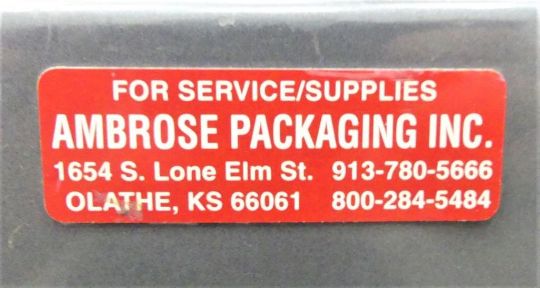 FOR SERVICE/SUPPLIES
AMBROSE PACKAGING INC.
1654 S. Lone Elm St. 913-780-5666
OLATHE, KS 66061 800-284-5484